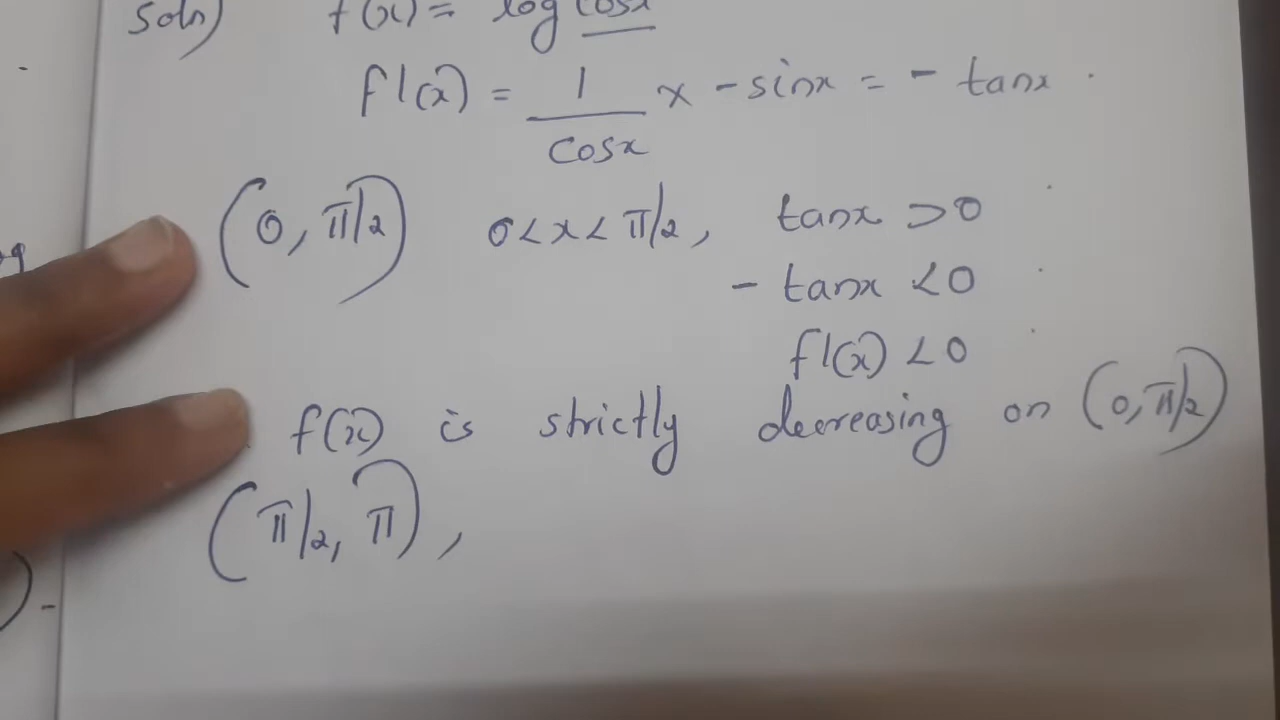 Soln) f(x) = log cosx
f'(x) = 1/cosx x - sinx = - tanx .
(0, π/2) 0<x< π/2, tanx >0
- tanx <0
f'(x) <0
f(x) is strictly decreasing on (0, π/2)
(π/2, π) ,